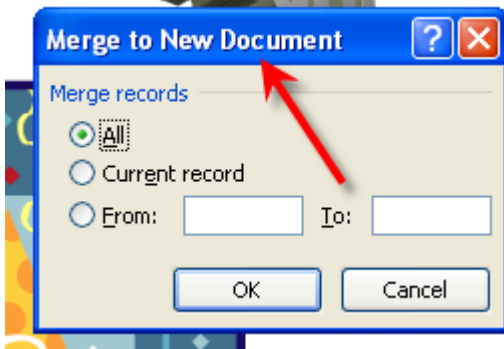 Merge to New Document ?
Merge records
All
Current record
From: To:
OK Cancel